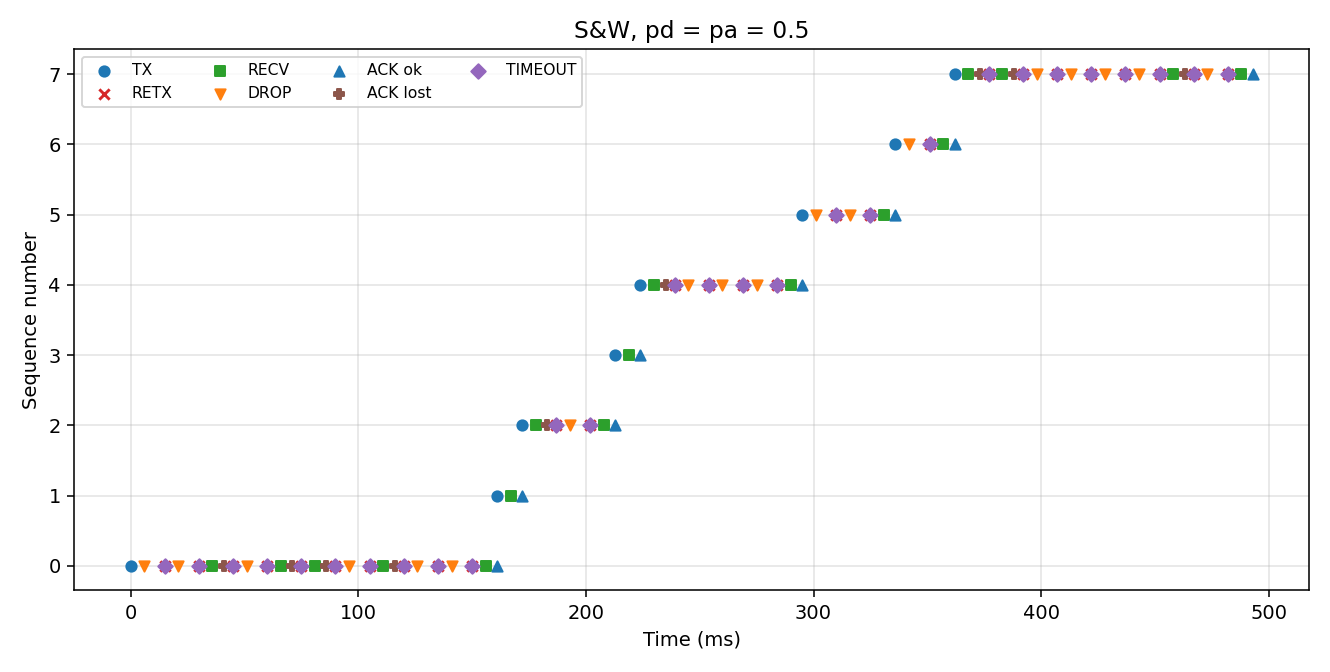 S&W, pd = pa = 0.5
TX
RECV
ACK ok
TIMEOUT
RETX
DROP
ACK lost
Sequence number
7
6
5
4
3
2
1
0
0
100
200
300
400
500
Time (ms)